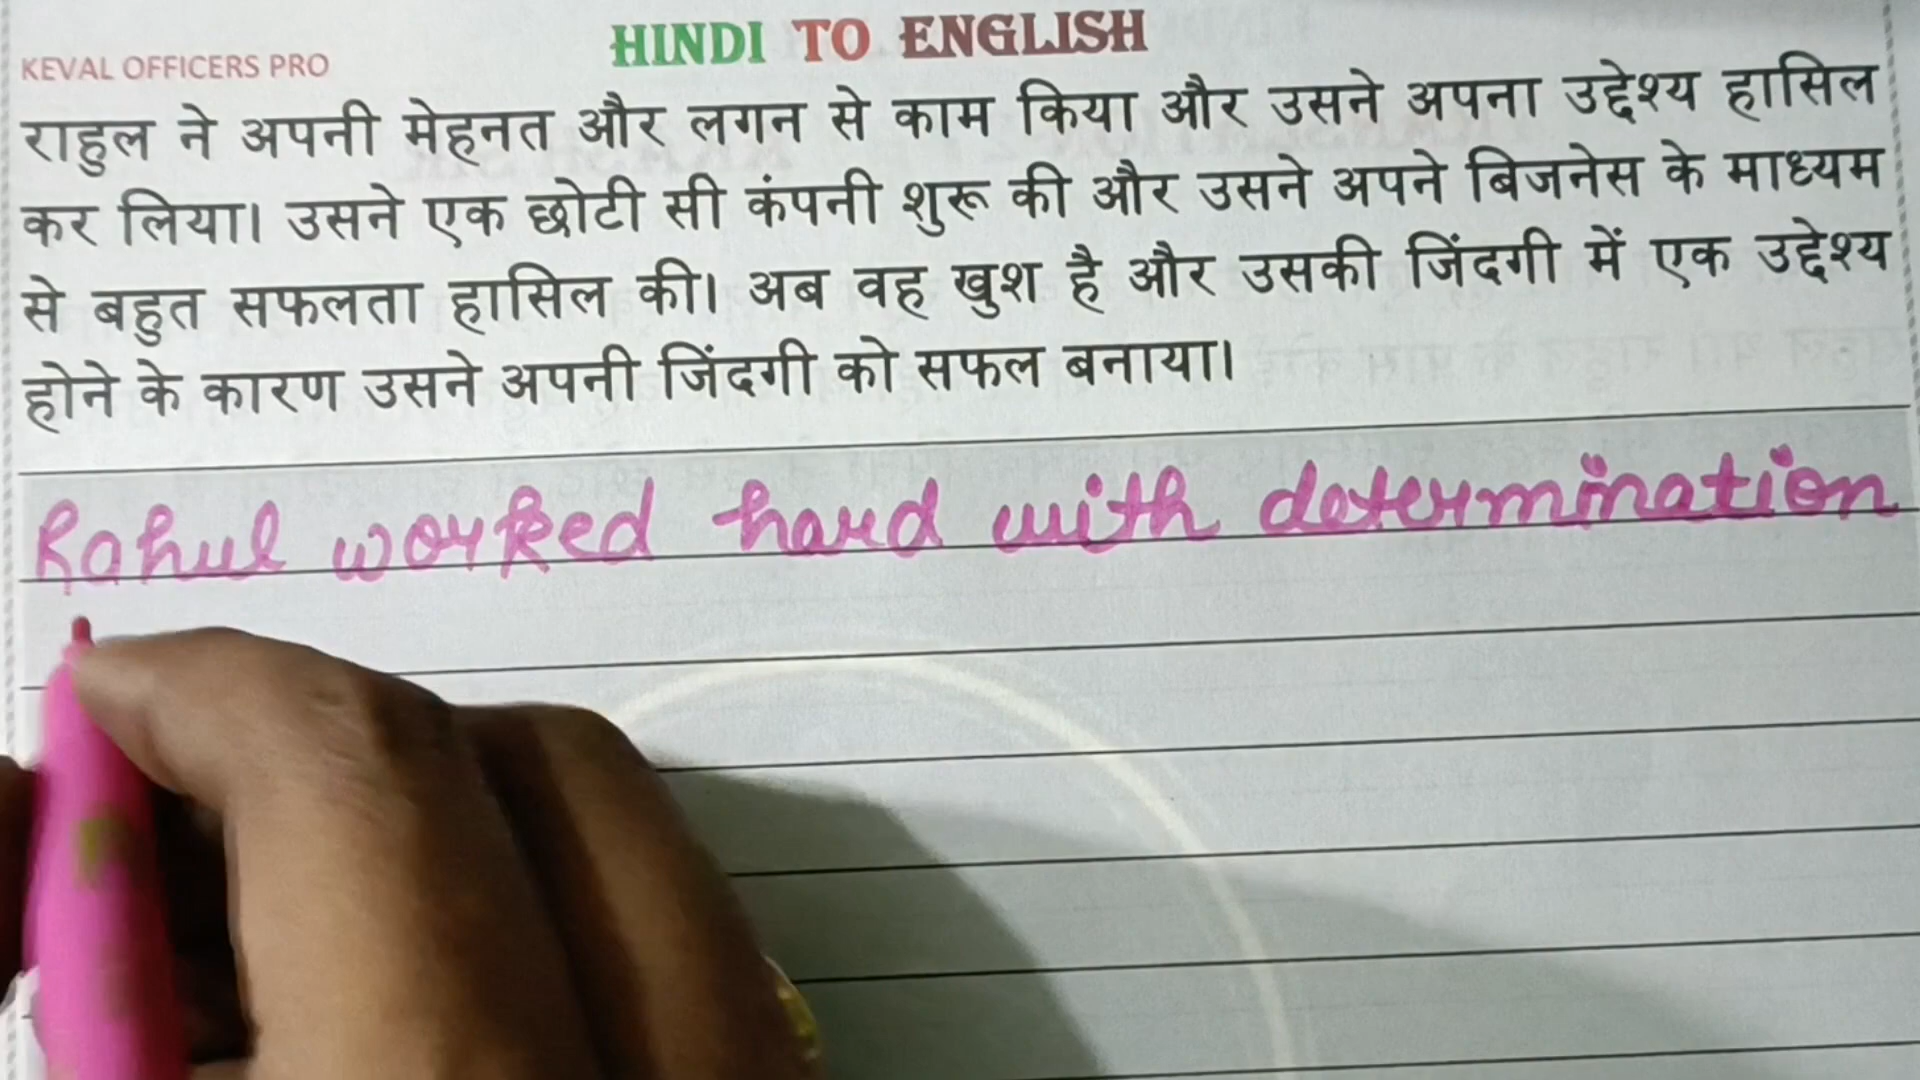 HINDI TO ENGLISH
KEVAL OFFICERS PRO
राहुल ने अपनी मेहनत और लगन से काम किया और उसने अपना उद्देश्य हासिल
कर लिया। उसने एक छोटी सी कंपनी शुरू की और उसने अपने बिजनेस के माध्यम
से बहुत सफलता हासिल की। अब वह खुश है और उसकी जिंदगी में एक उद्देश्य
होने के कारण उसने अपनी जिंदगी को सफल बनाया।
Rahul worked hard with determination